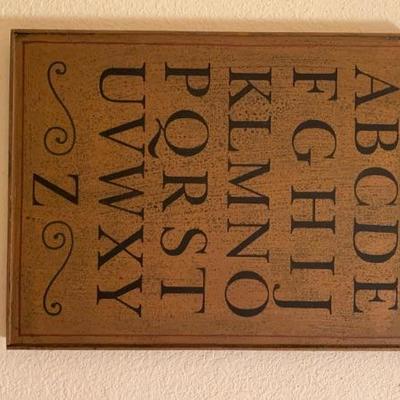 ABCDE
FGHIJ
KLMNO
PQRST
UVWXY
Z